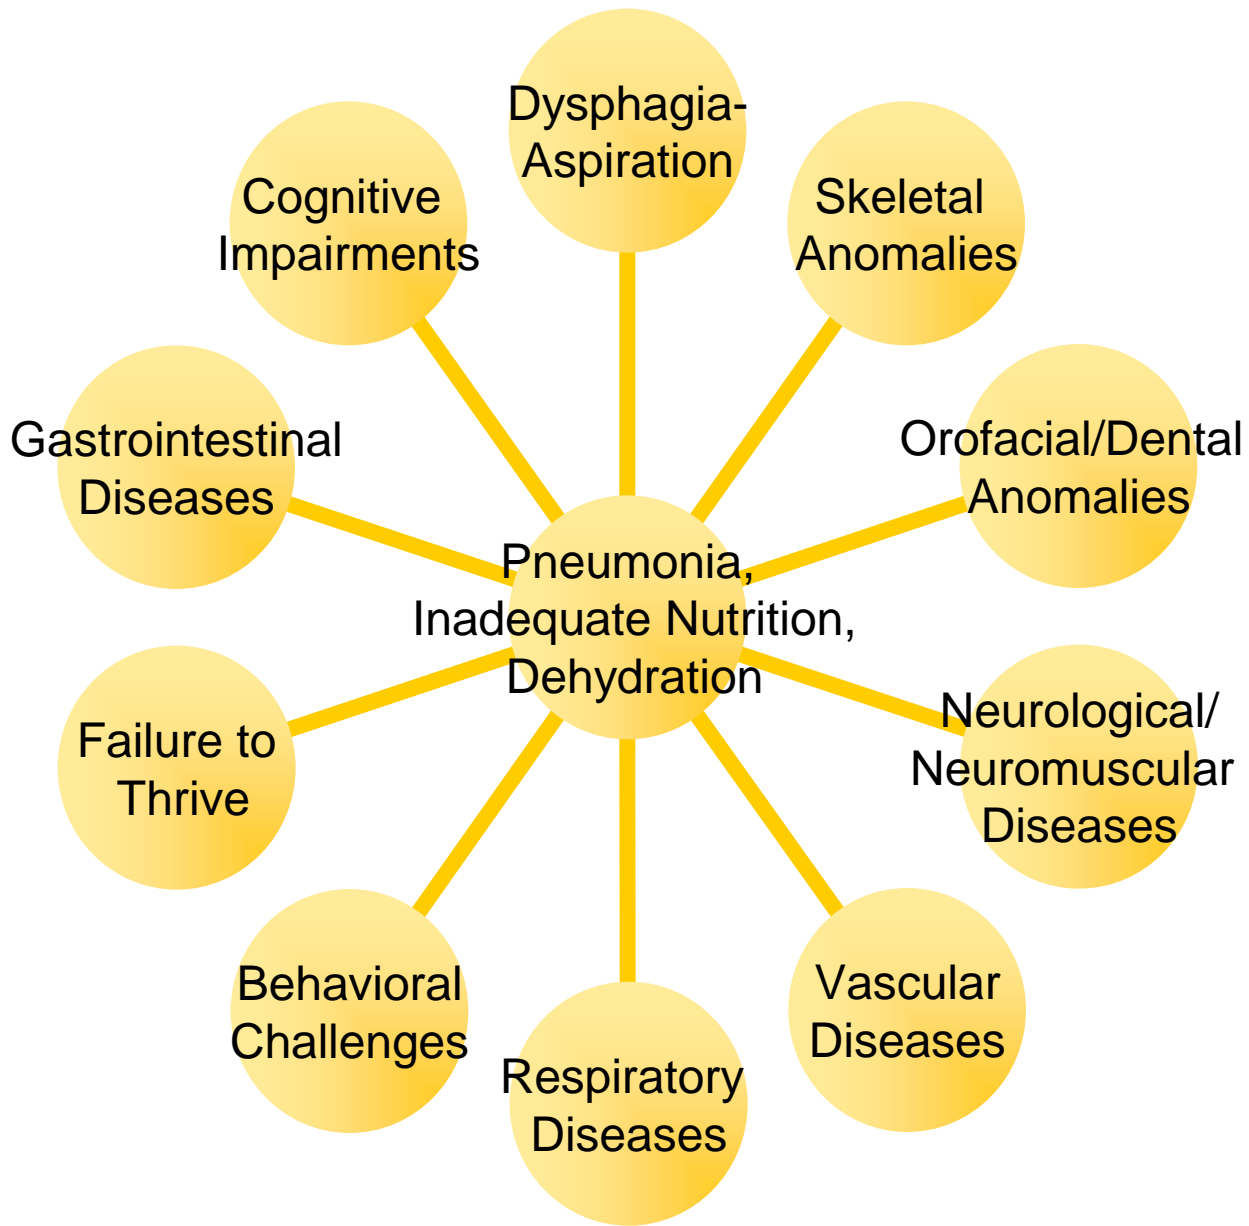 Dysphagia-
Aspiration
Skeletal
Anomalies
Orofacial/Dental
Anomalies
Neurological/
Neuromuscular
Diseases
Vascular
Diseases
Respiratory
Diseases
Behavioral
Challenges
Failure to
Thrive
Gastrointestinal
Diseases
Cognitive
Impairments
Pneumonia,
Inadequate Nutrition,
Dehydration